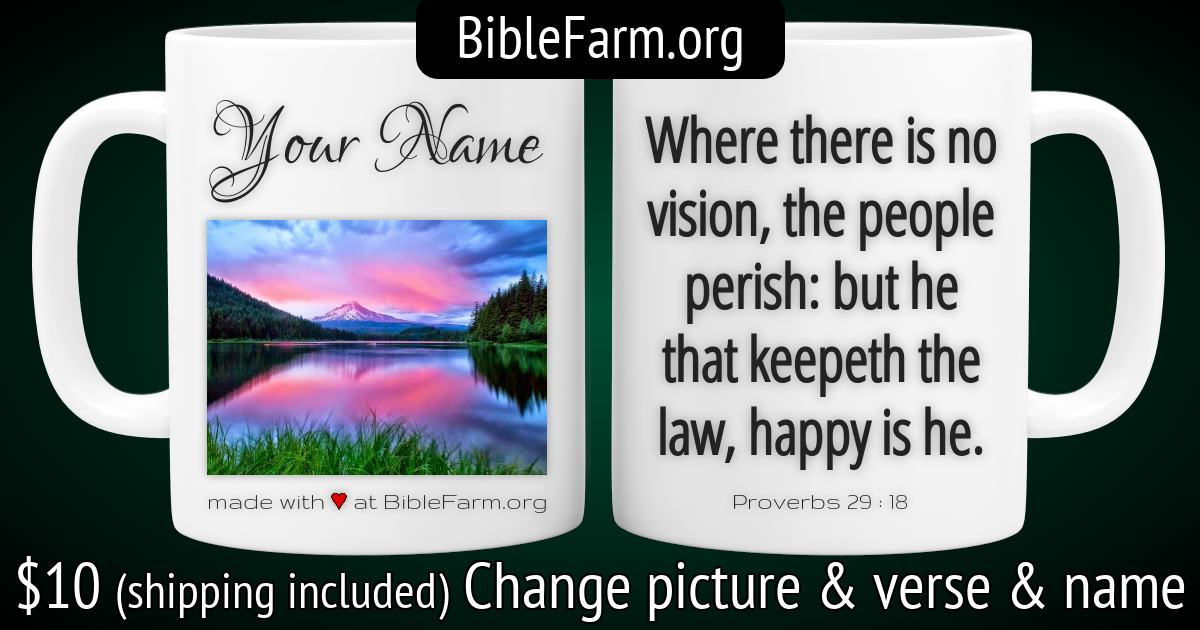 BibleFarm.org
Your Name
made with ♥ at BibleFarm.org
Where there is no
vision, the people
perish: but he
that keepeth the
law, happy is he.
Proverbs 29 : 18
$10 (shipping included) Change picture & verse & name